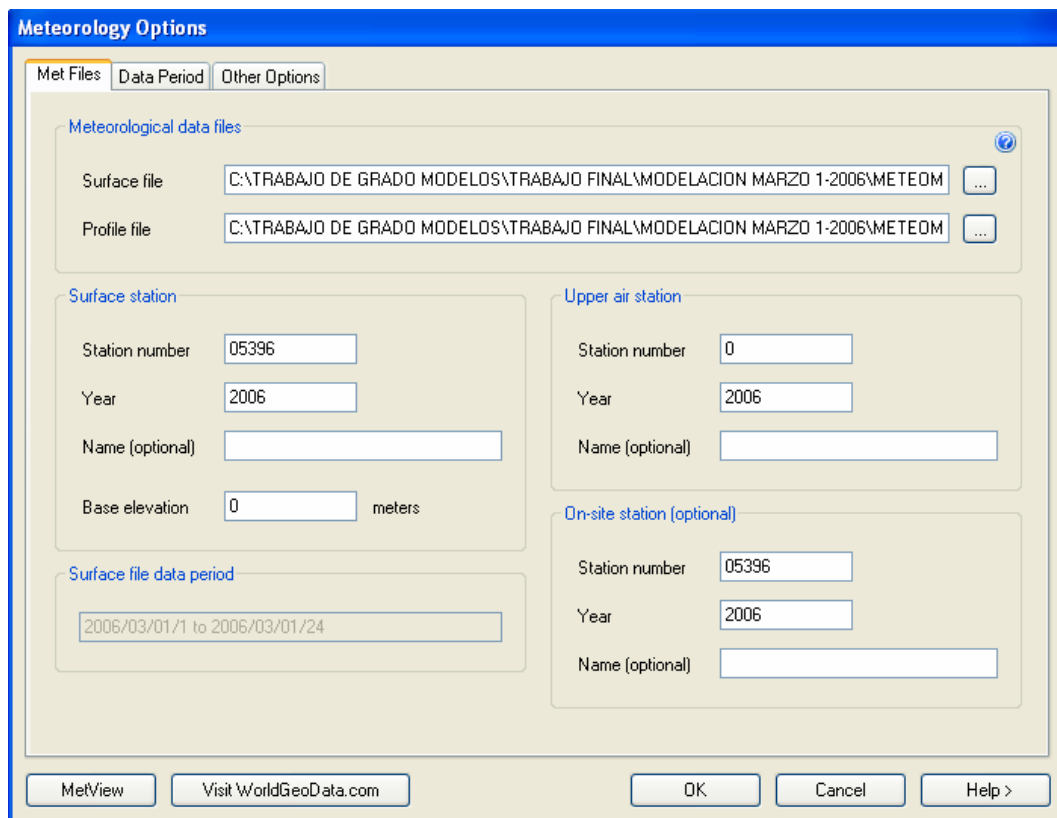 Meteorology Options
Met Files
Data Period
Other Options
Meteorological data files
?
Surface file
C:\TRABAJO DE GRADO MODELOS\TRABAJO FINAL\MODELACION MARZO 1-2006\METEOM
...
Profile file
C:\TRABAJO DE GRADO MODELOS\TRABAJO FINAL\MODELACION MARZO 1-2006\METEOM
...
Surface station
Station number
05396
Year
2006
Name (optional)
Base elevation
0
meters
Surface file data period
2006/03/01/1 to 2006/03/01/24
Upper air station
Station number
0
Year
2006
Name (optional)
On-site station (optional)
Station number
05396
Year
2006
Name (optional)
MetView
Visit WorldGeoData.com
OK
Cancel
Help >